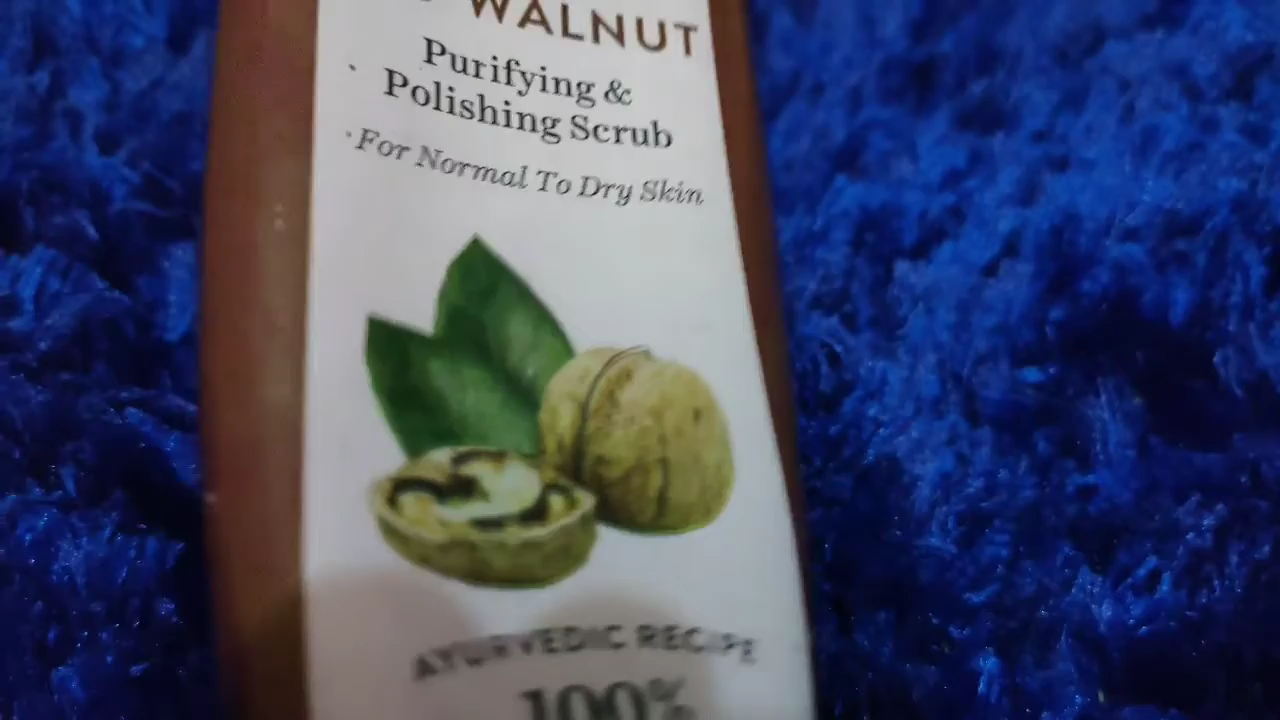 WALNUT
Purifying &
Polishing Scrub
For Normal To Dry Skin
AYURVEDIC RECIPE
100%